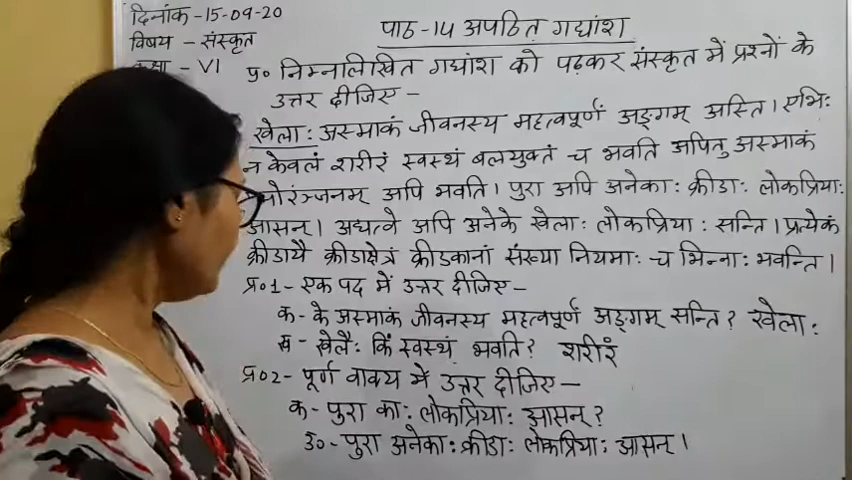 दिनांक -15-09-20
विषय - संस्कृत
कक्षा - VI
पाठ-14 अपठित गद्यांश
प्र० निम्नलिखित गद्यांश को पढ़कर संस्कृत में प्रश्नों के
उत्तर दीजिए -
खेलाः अस्माकं जीवनस्य महत्वपूर्णं अङ्गम् अस्ति। एभिः
न केवलं शरीरं स्वस्थं बलयुक्तं च भवति अपितु अस्माकं
अपि भवति। पुरा अपि अनेकाः क्रीडाः लोकप्रियाः
आसन्। अद्यत्वे अपि अनेके खेलाः लोकप्रियाः सन्ति। प्रत्येकं
क्रीडायै क्रीडाक्षेत्रं क्रीडकानां संख्या नियमाः च भिन्नाः भवन्ति।
प्र०1- एक पद में उत्तर दीजिए -
क- के अस्माकं जीवनस्य महत्वपूर्णं अङ्गम् सन्ति? खेलाः
ख- खेलैः किं स्वस्थं भवति? शरीरं
प्र०2- पूर्ण वाक्य में उत्तर दीजिए -
क- पुरा काः लोकप्रियाः आसन्?
उ०- पुरा अनेकाः क्रीडाः लोकप्रियाः आसन्।